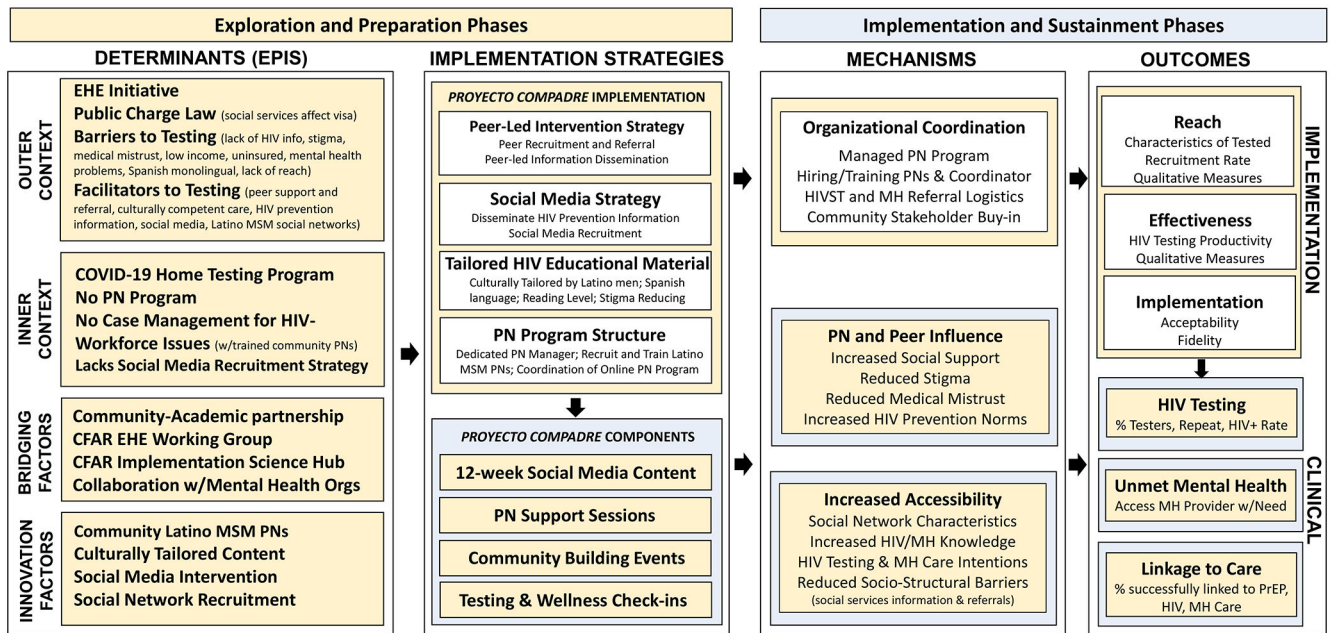 Exploration and Preparation Phases
Implementation and Sustainment Phases
DETERMINANTS (EPIS)
OUTER
CONTEXT
EHE Initiative
Public Charge Law (social services affect visa)
Barriers to Testing (lack of HIV info, stigma,
medical mistrust, low income, uninsured, mental health
problems, Spanish monolingual, lack of reach)
Facilitators to Testing (peer support and
referral, culturally competent care, HIV prevention
information, social media, Latino MSM social networks)
INNER
CONTEXT
COVID-19 Home Testing Program
No PN Program
No Case Management for HIV-
Workforce Issues (w/trained community PNs)
Lacks Social Media Recruitment Strategy
BRIDGING
FACTORS
Community-Academic partnership
CFAR EHE Working Group
CFAR Implementation Science Hub
Collaboration w/Mental Health Orgs
INNOVATION
FACTORS
Community Latino MSM PNs
Culturally Tailored Content
Social Media Intervention
Social Network Recruitment
IMPLEMENTATION STRATEGIES
PROYECTO COMPADRE IMPLEMENTATION
Peer-Led Intervention Strategy
Peer Recruitment and Referral
Peer-led Information Dissemination
Social Media Strategy
Disseminate HIV Prevention Information
Social Media Recruitment
Tailored HIV Educational Material
Culturally Tailored by Latino men; Spanish
language; Reading Level; Stigma Reducing
PN Program Structure
Dedicated PN Manager; Recruit and Train Latino
MSM PNs; Coordination of Online PN Program
PROYECTO COMPADRE COMPONENTS
12-week Social Media Content
PN Support Sessions
Community Building Events
Testing & Wellness Check-ins
MECHANISMS
Organizational Coordination
Managed PN Program
Hiring/Training PNs & Coordinator
HIVST and MH Referral Logistics
Community Stakeholder Buy-in
PN and Peer Influence
Increased Social Support
Reduced Stigma
Reduced Medical Mistrust
Increased HIV Prevention Norms
Increased Accessibility
Social Network Characteristics
Increased HIV/MH Knowledge
HIV Testing & MH Care Intentions
Reduced Socio-Structural Barriers
(social services information & referrals)
OUTCOMES
IMPLEMENTATION
Reach
Characteristics of Tested
Recruitment Rate
Qualitative Measures
Effectiveness
HIV Testing Productivity
Qualitative Measures
Implementation
Acceptability
Fidelity
CLINICAL
HIV Testing
% Testers, Repeat, HIV+ Rate
Unmet Mental Health
Access MH Provider w/Need
Linkage to Care
% successfully linked to PrEP,
HIV, MH Care